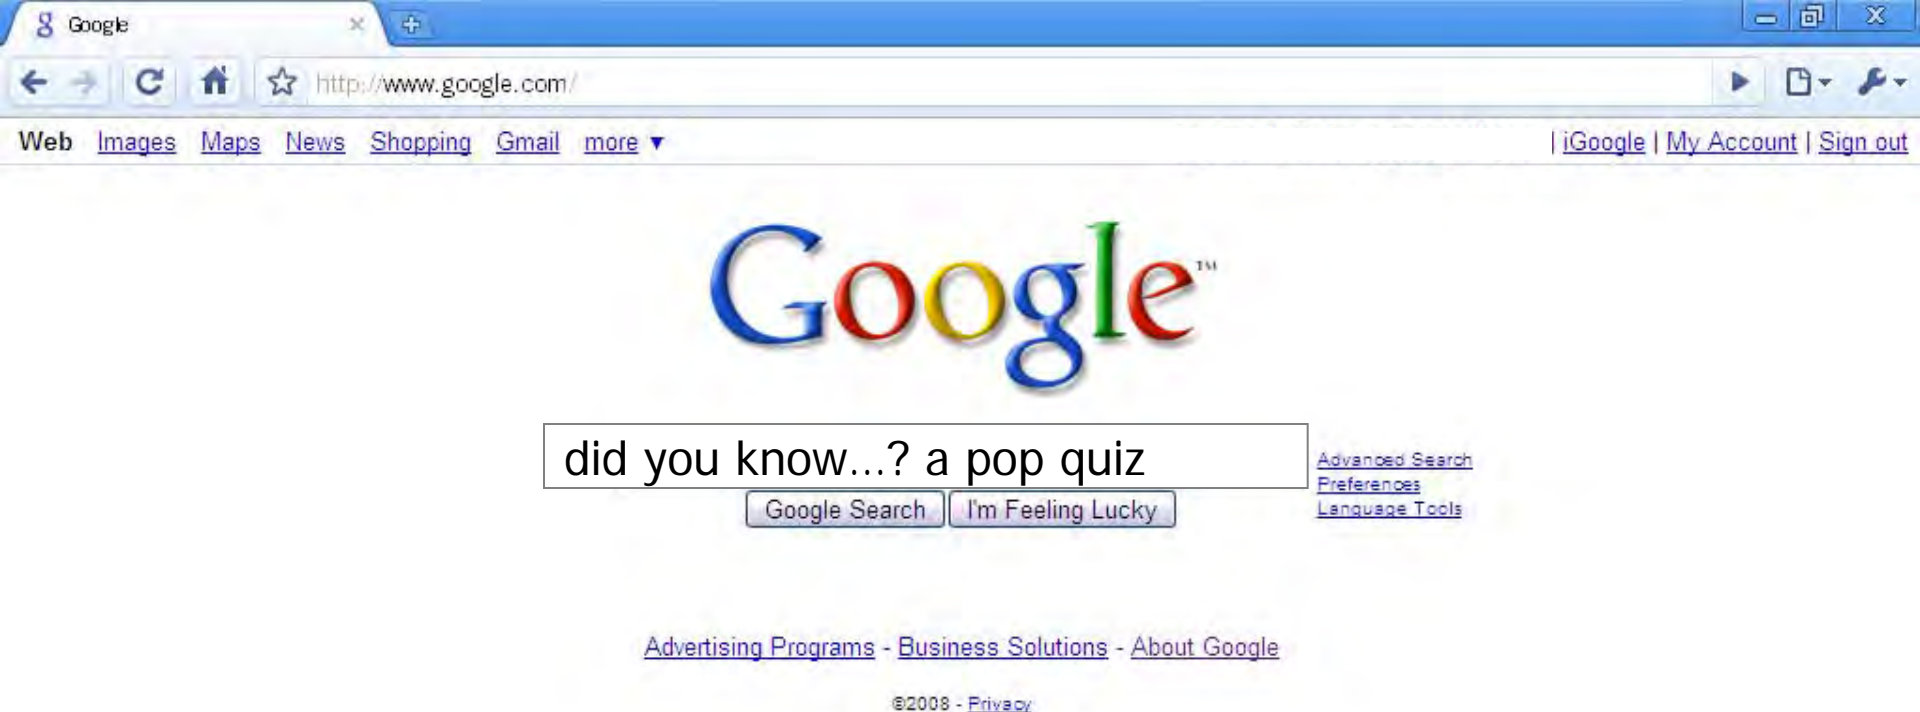 Google
http://www.google.com/
Web Images Maps News Shopping Gmail more ▼ | iGoogle | My Account | Sign out
Google™
did you know...? a pop quiz
Advanced Search
Preferences
Language Tools
Google Search I'm Feeling Lucky
Advertising Programs - Business Solutions - About Google
©2008 - Privacy